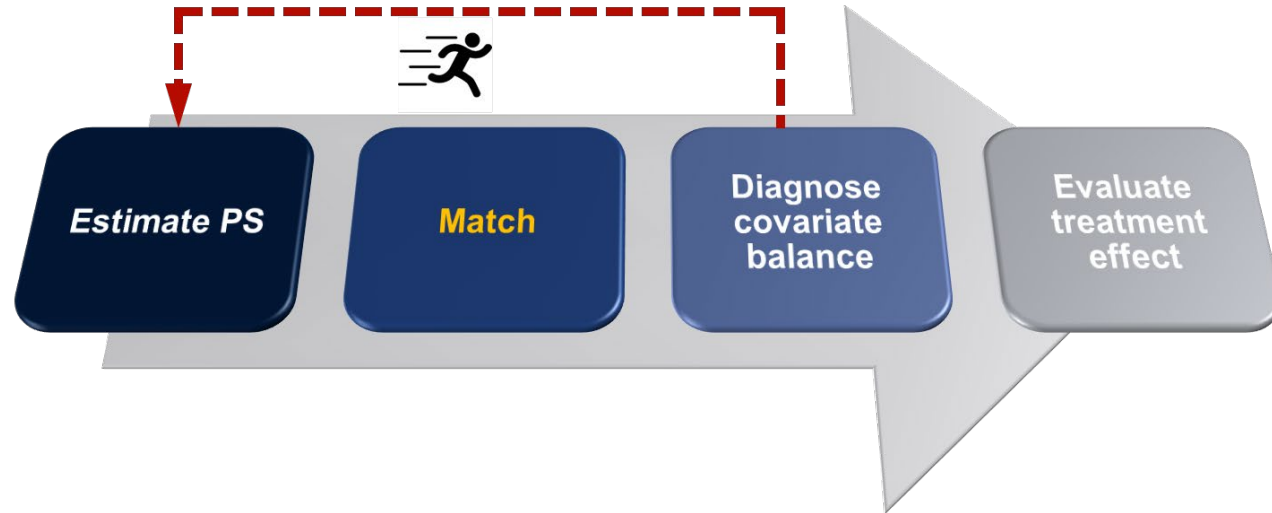 Estimate PS
Match
Diagnose
covariate
balance
Evaluate
treatment
effect